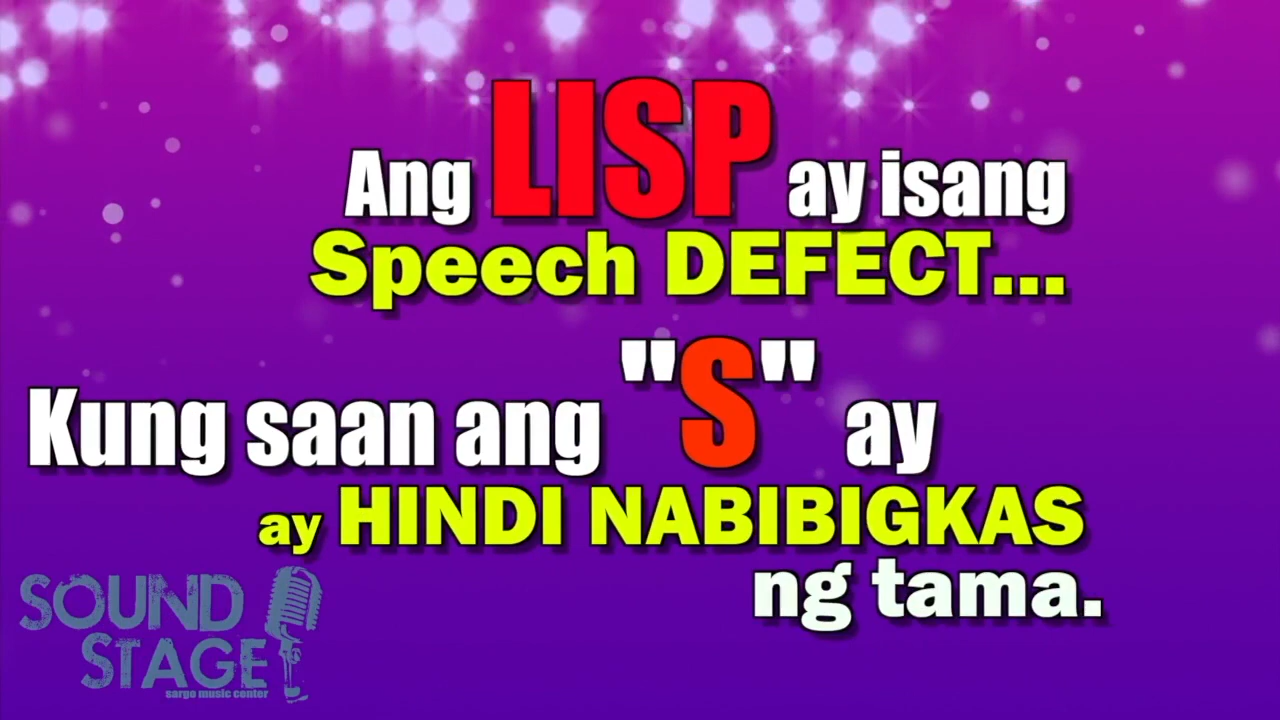 Ang LISP ay isang
Speech DEFECT...
Kung saan ang "S" ay
ay HINDI NABIBIGKAS
ng tama.
SOUND
STAGE
sargo music center